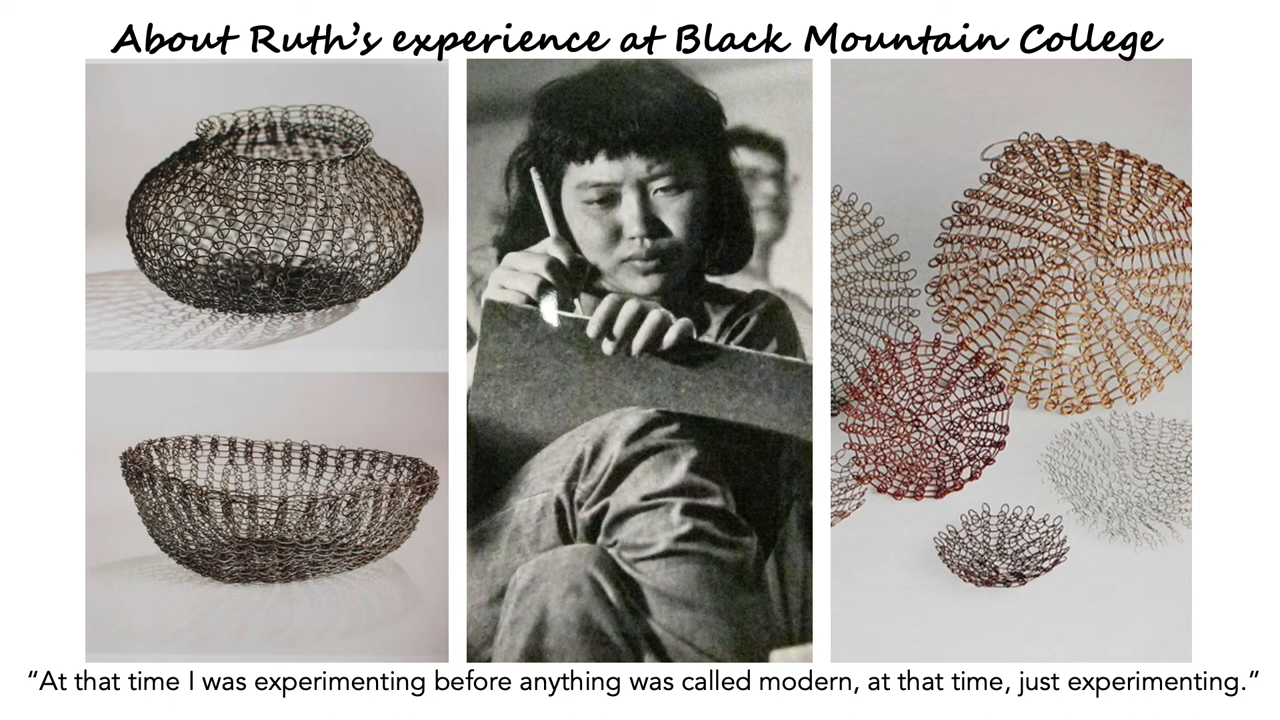 About Ruth’s experience at Black Mountain College
“At that time I was experimenting before anything was called modern, at that time, just experimenting.”